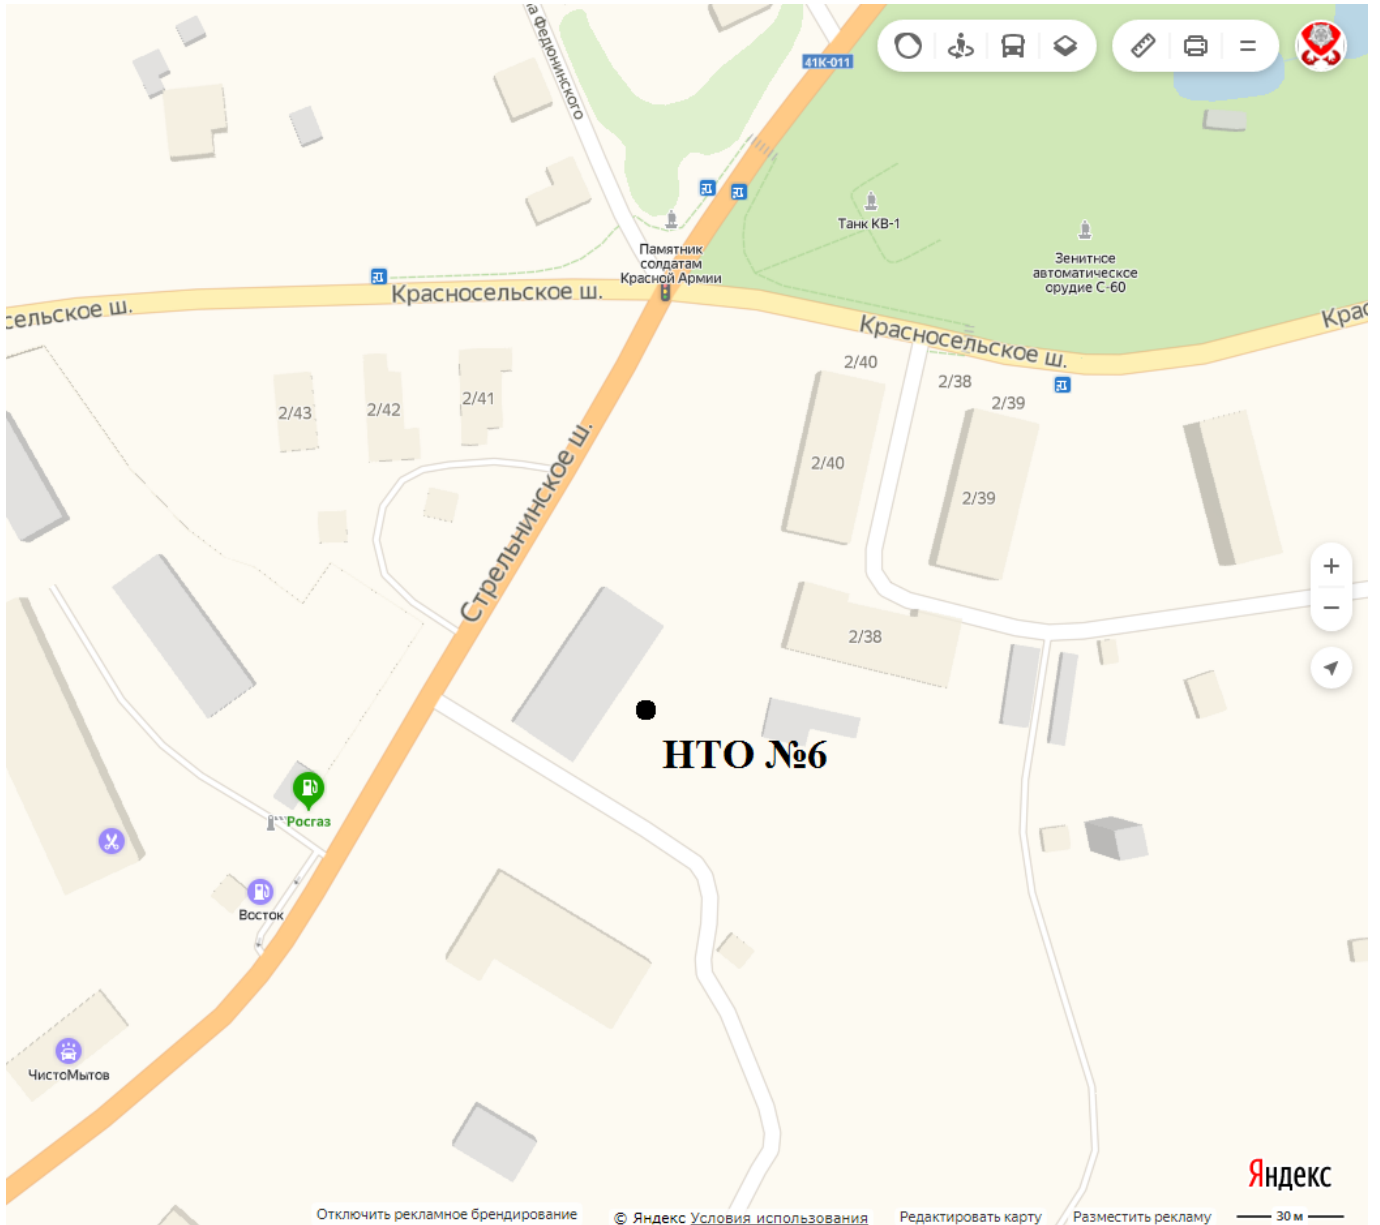 на Федюнинского
41К-011
Танк КВ-1
Памятник
солдатам
Красной Армии
Зенитное
автоматическое
орудие С-60
Красносельское ш.
сельское ш.
Красносельское ш.
Крас
2/40
2/38
2/39
2/43
2/42
2/41
2/40
2/39
Стрельнинское ш.
2/38
НТО №6
Росгаз
Восток
ЧистоМытов
Яндекс
Отключить рекламное брендирование
© Яндекс Условия использования
Редактировать карту
Разместить рекламу
30 м